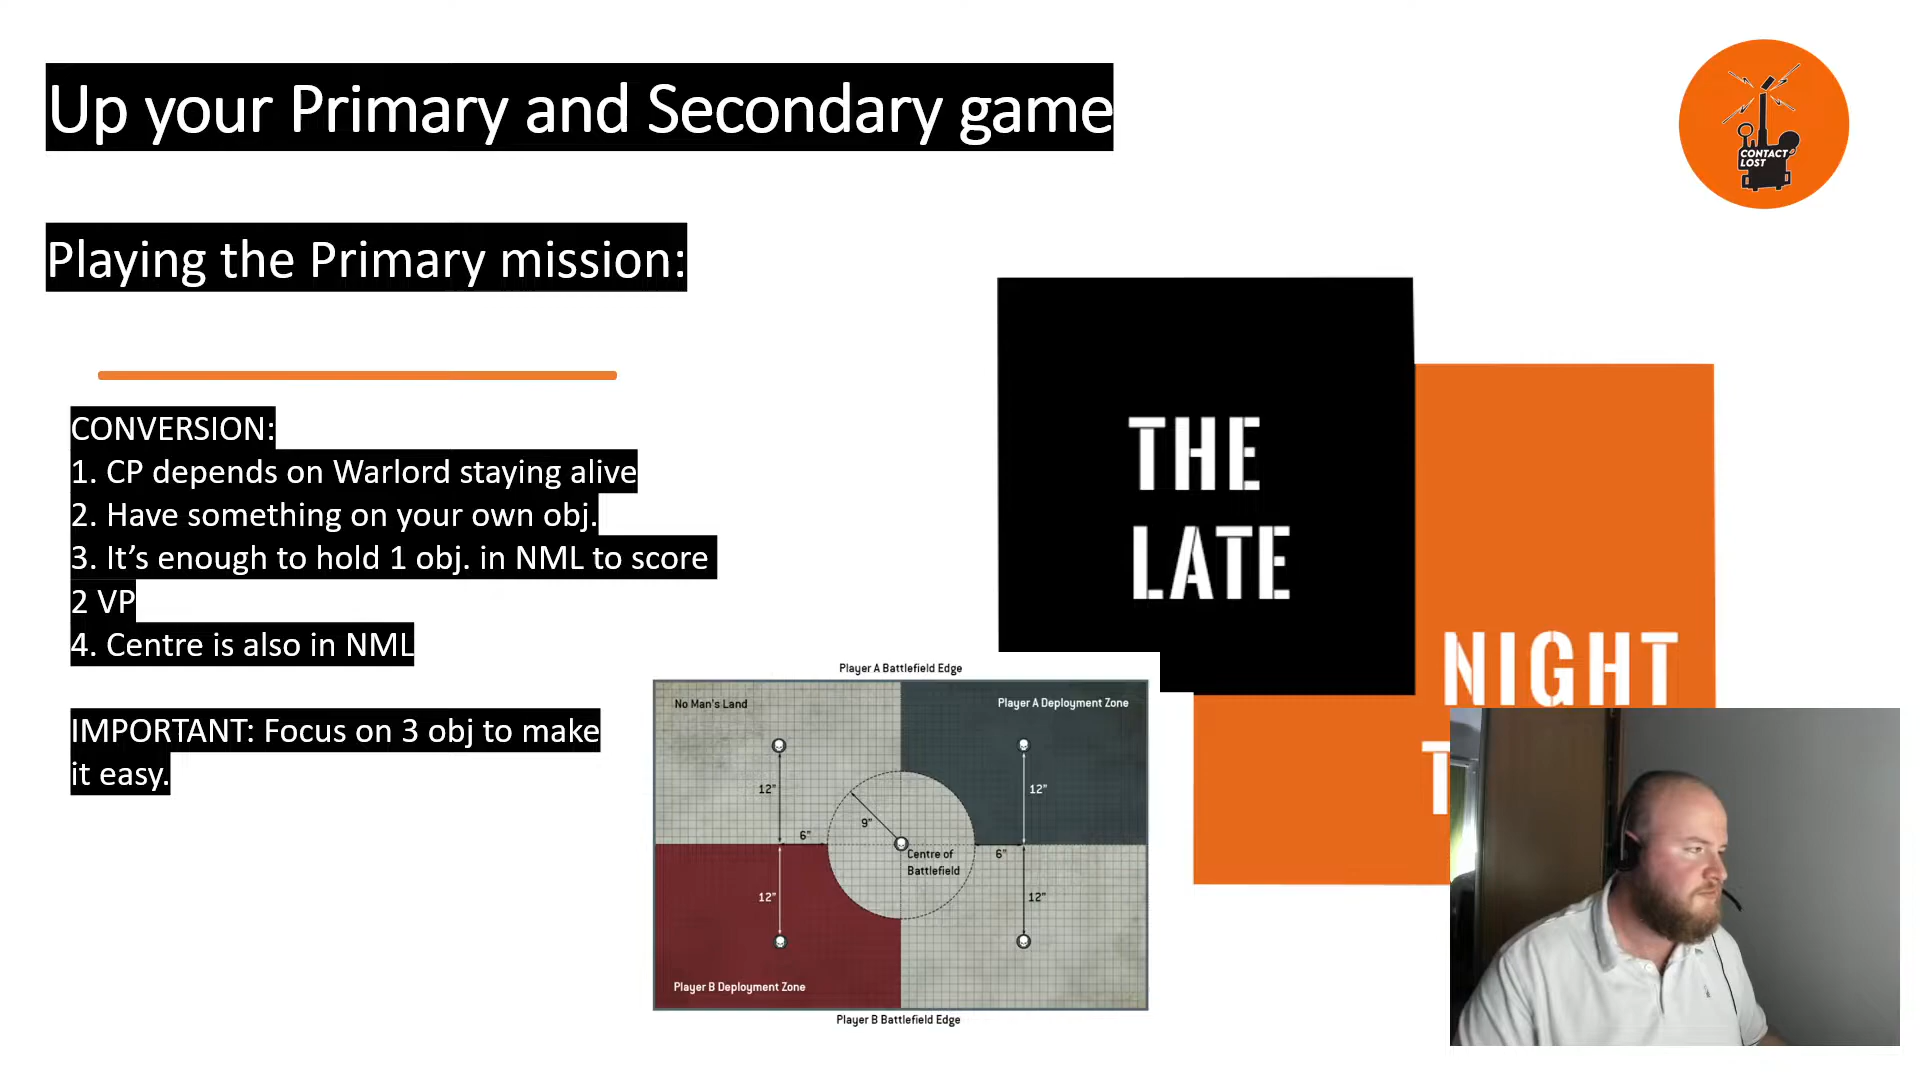 Up your Primary and Secondary game
CONTACT
LOST
Playing the Primary mission:
CONVERSION:
1. CP depends on Warlord staying alive
2. Have something on your own obj.
3. It’s enough to hold 1 obj. in NML to score
2 VP
4. Centre is also in NML
IMPORTANT: Focus on 3 obj to make
it easy.
THE
LATE
NIGHT
T
Player A Battlefield Edge
No Man's Land
Player A Deployment Zone
12"
12"
9"
6"
6"
Centre of
Battlefield
12"
12"
Player B Deployment Zone
Player B Battlefield Edge